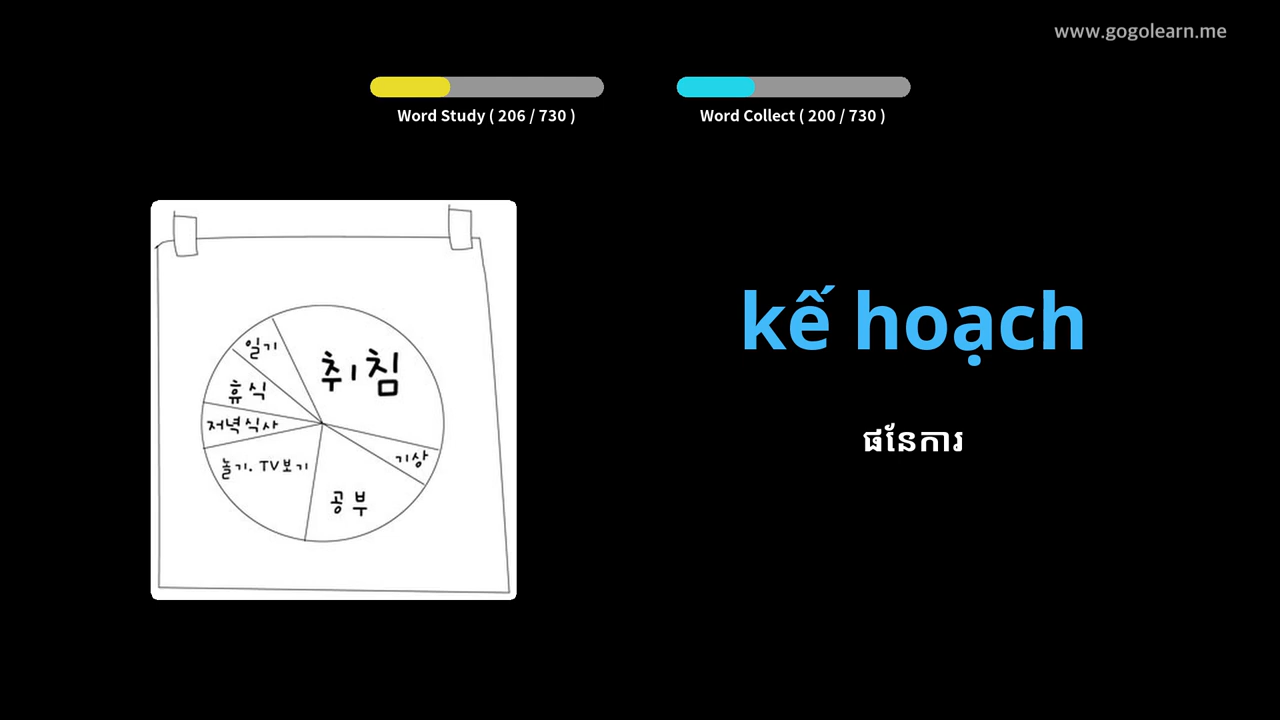 www.gogolearn.me
Word Study ( 206 / 730 )
Word Collect ( 200 / 730 )
일기
취침
휴식
저녁식사
기상
놀기. TV보기
공부
kế hoạch
ផែនការ